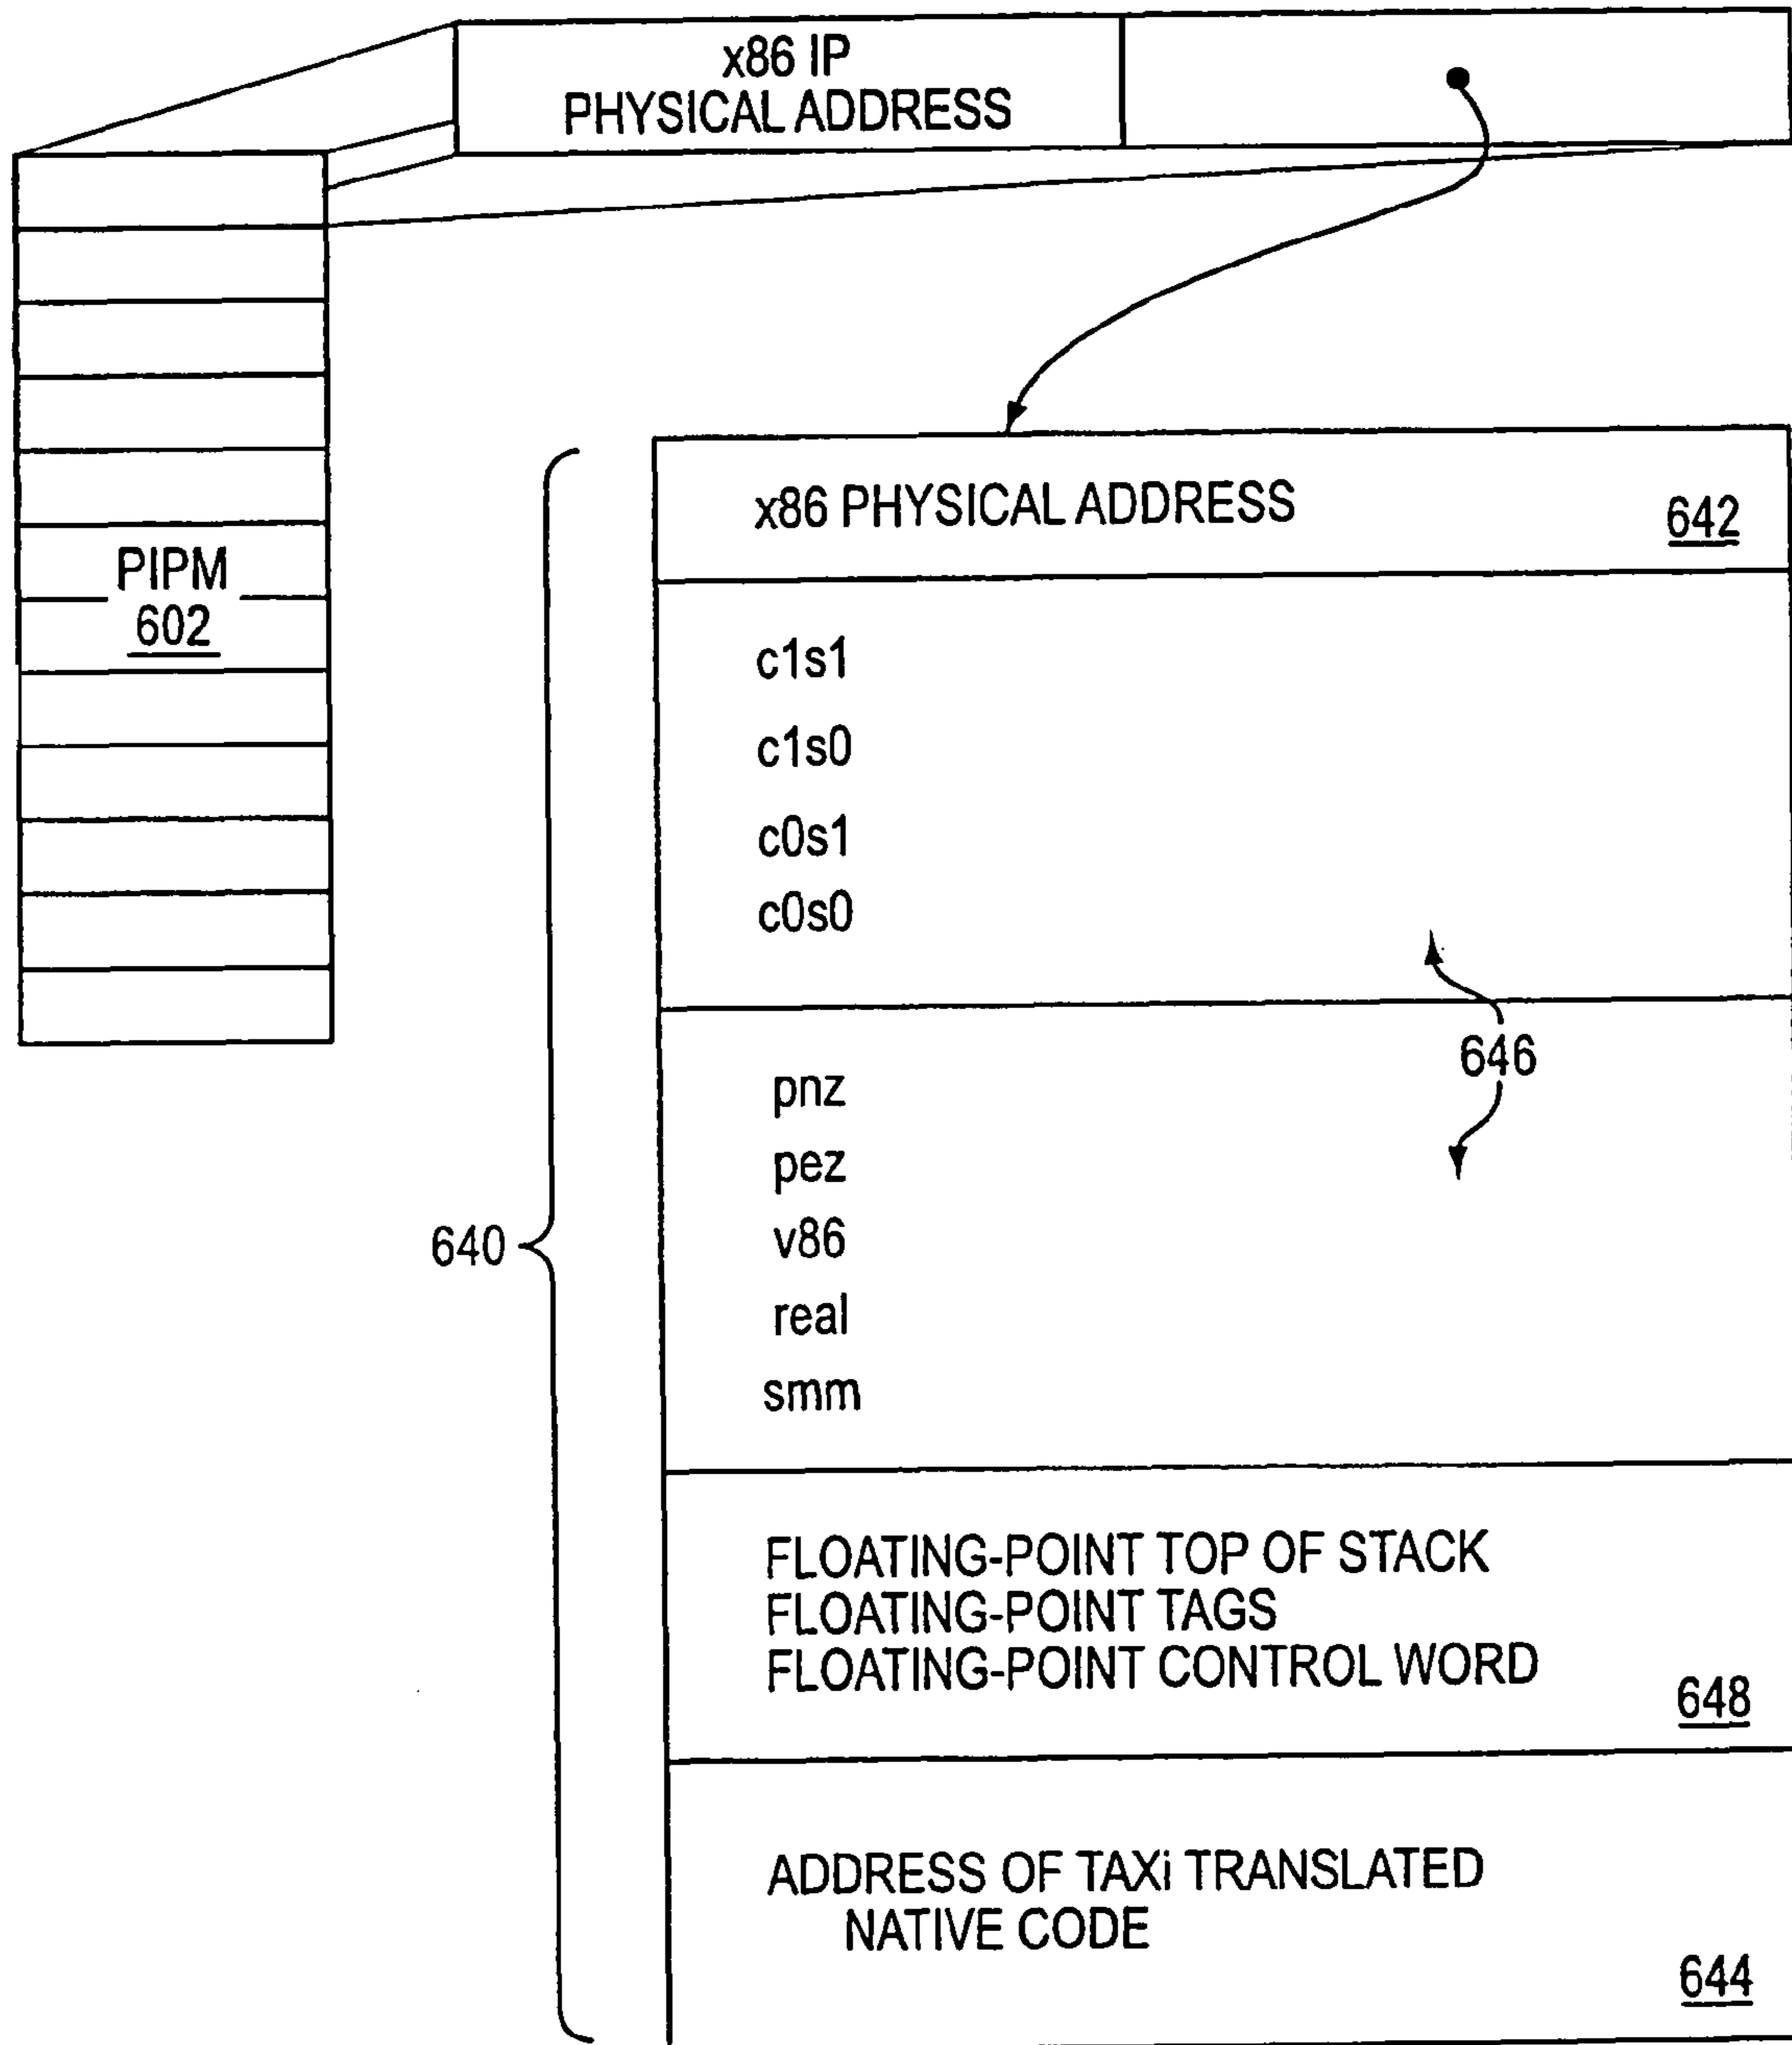 x86 IP
PHYSICAL ADDRESS
PIPM
602
x86 PHYSICAL ADDRESS 642
c1s1
c1s0
c0s1
c0s0
646
pnz
pez
v86
real
smm
640
FLOATING-POINT TOP OF STACK
FLOATING-POINT TAGS
FLOATING-POINT CONTROL WORD
648
ADDRESS OF TAXi TRANSLATED
NATIVE CODE
644